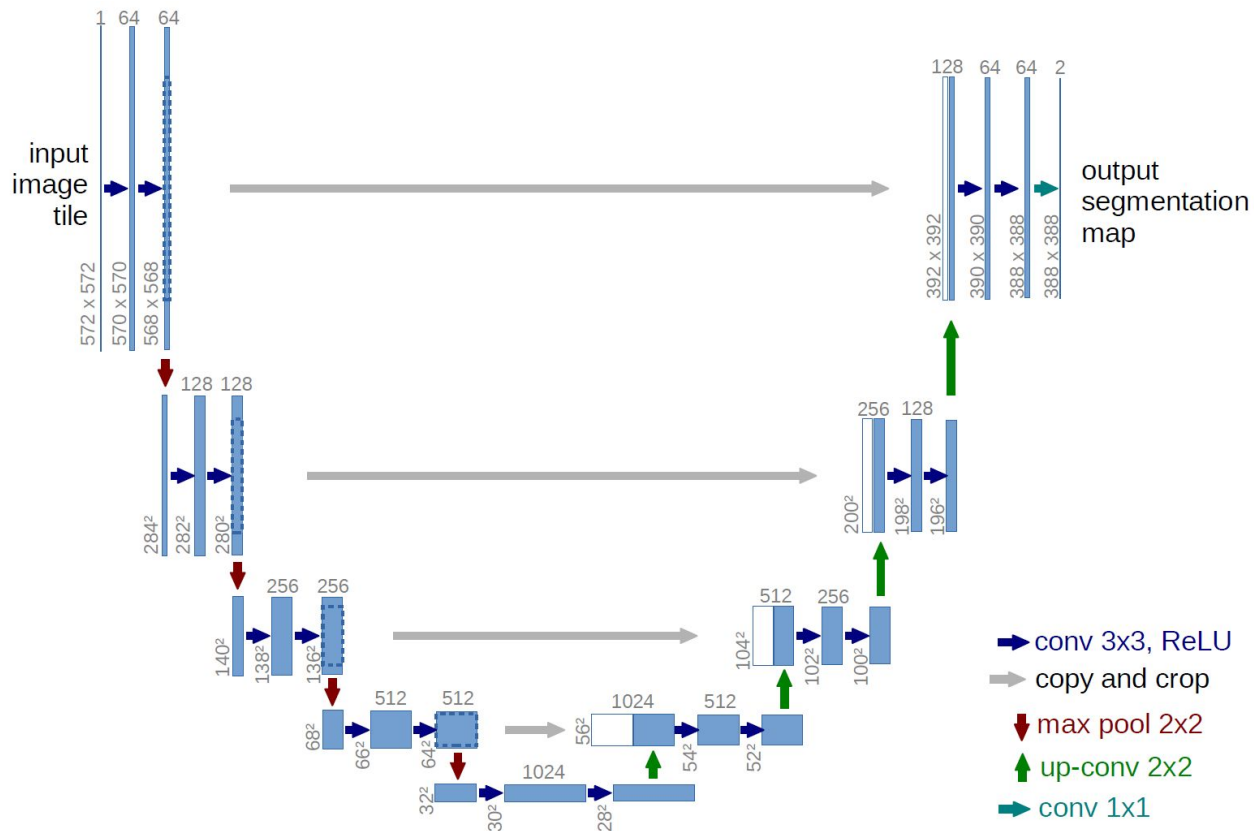 1 64 64
128 64 64 2
input
image
tile
output
segmentation
map
572 x 572
570 x 570
568 x 568
392 x 392
390 x 390
388 x 388
388 x 388
128 128
256 128
284²
282²
280²
200²
198²
196²
256 256
512 256
140²
138²
136²
104²
102²
100²
512 512
1024 512
68²
66²
64²
56²
54²
52²
1024
32²
30²
28²
conv 3x3, ReLU
copy and crop
max pool 2x2
up-conv 2x2
conv 1x1